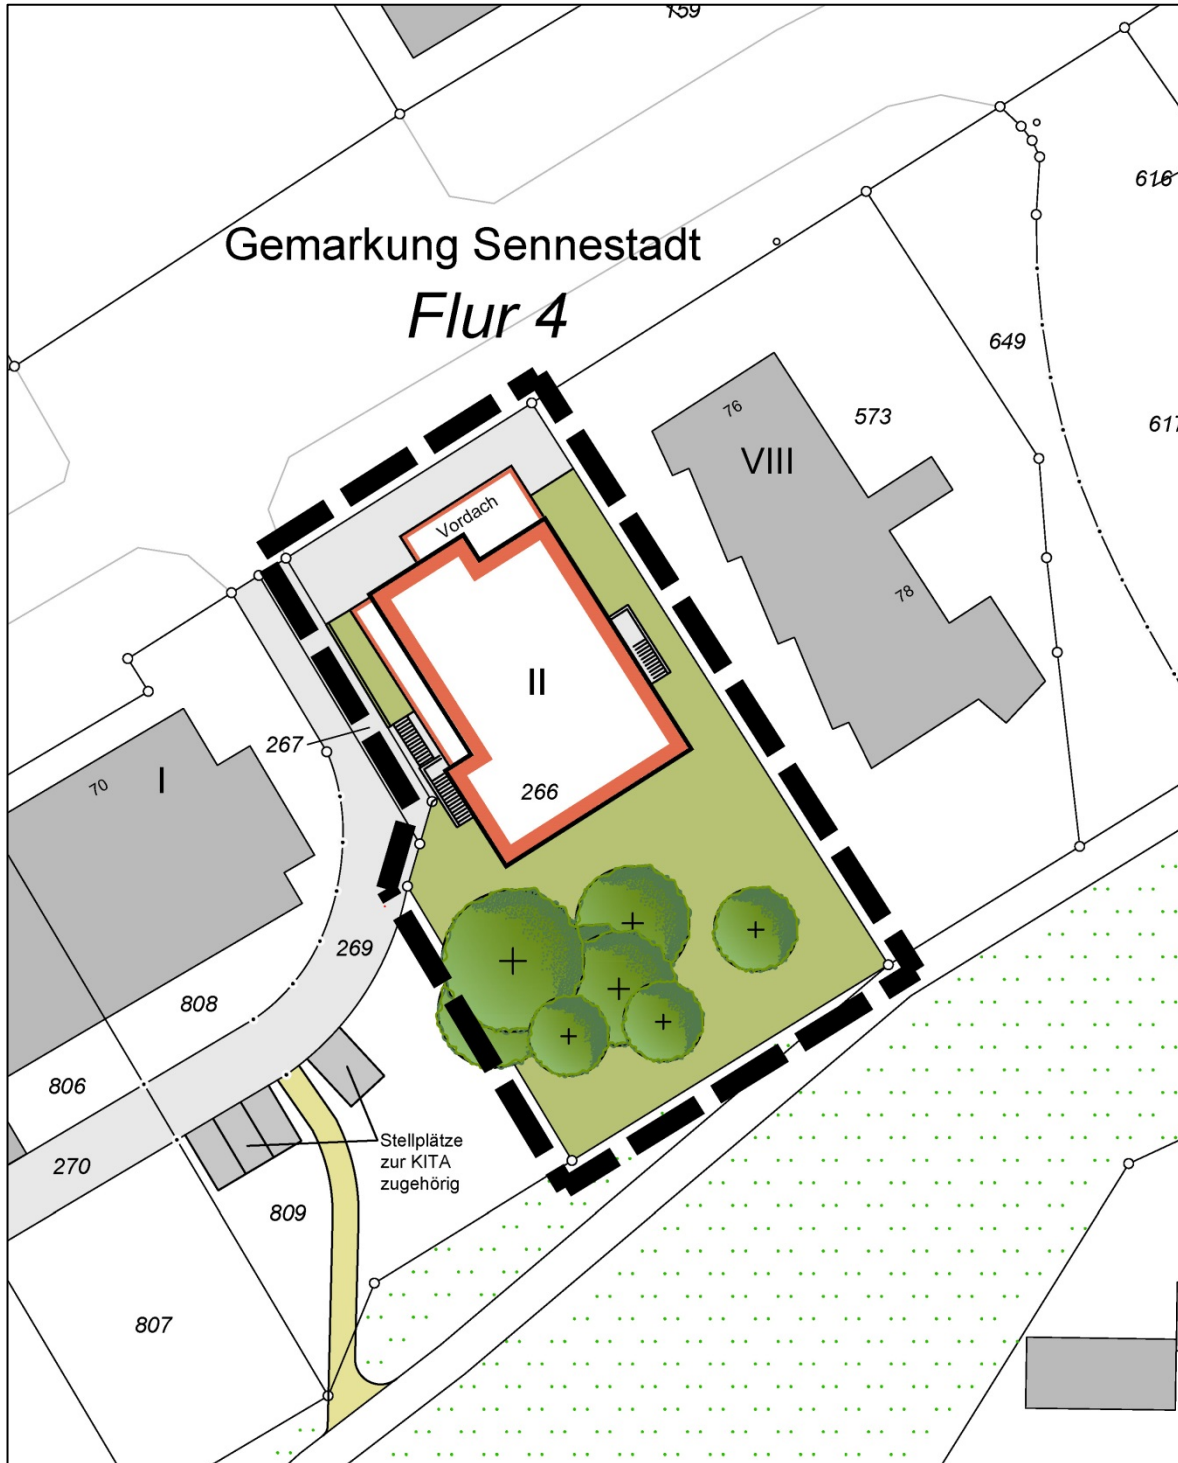 159
616
Gemarkung Sennestadt
Flur 4
649
76
573
617
VIII
Vordach
78
II
267
70
I
266
269
808
806
Stellplätze
zur KITA
zugehörig
270
809
807